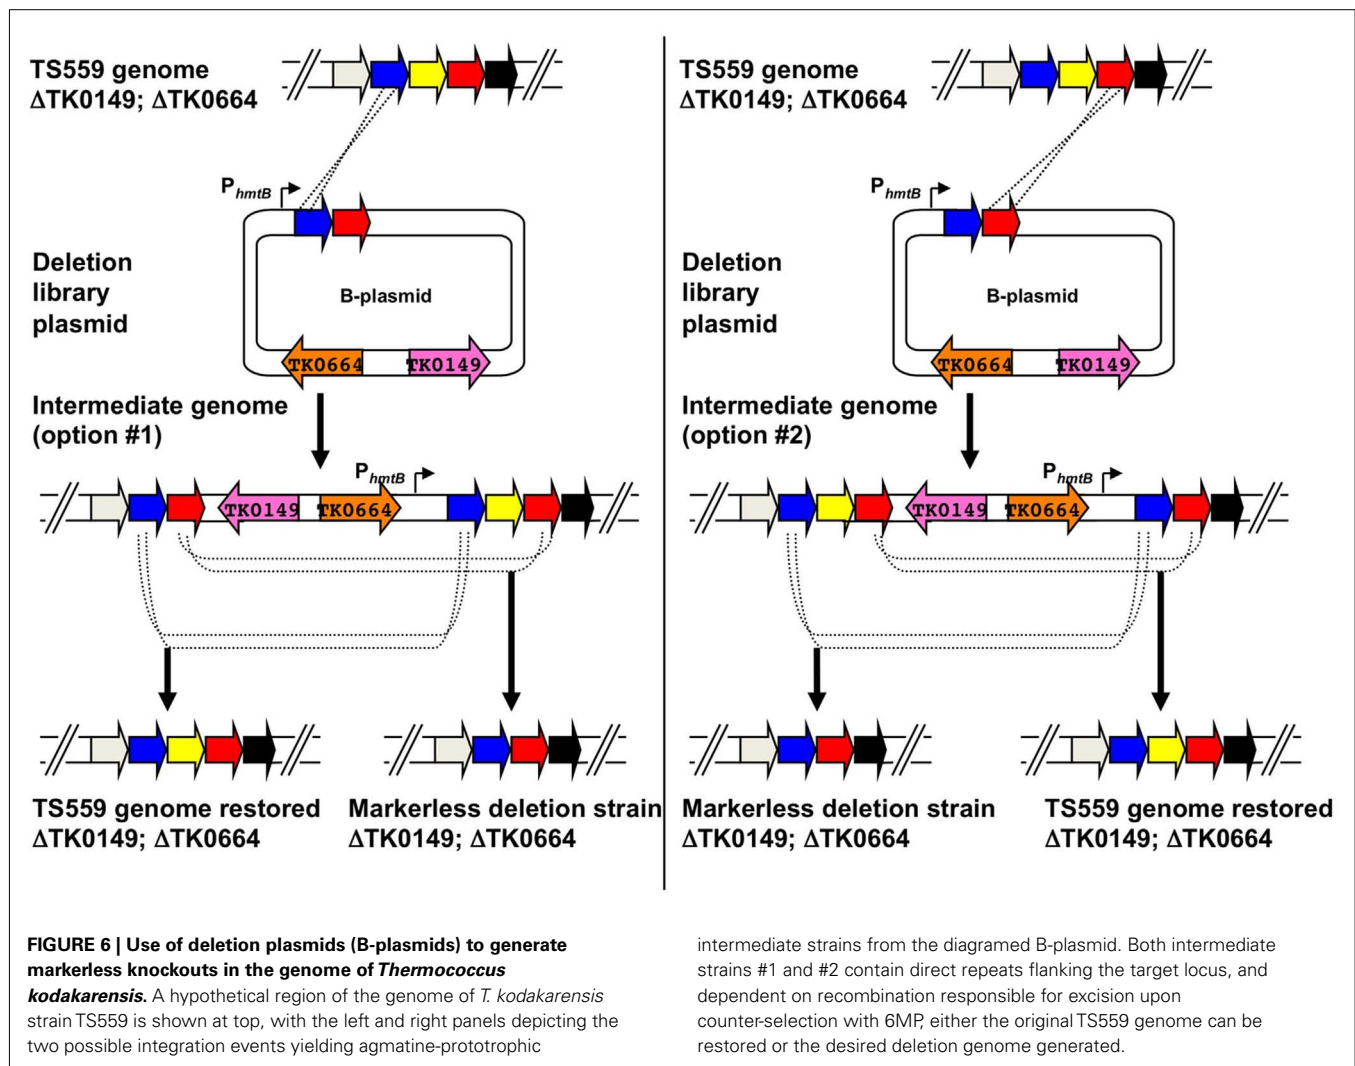 TS559 genome
ΔTK0149; ΔTK0664
PhmtB
Deletion
library
plasmid
B-plasmid
TK0664
TK0149
Intermediate genome
(option #1)
PhmtB
TK0149
TK0664
TS559 genome restored
ΔTK0149; ΔTK0664
Markerless deletion strain
ΔTK0149; ΔTK0664
TS559 genome
ΔTK0149; ΔTK0664
PhmtB
Deletion
library
plasmid
B-plasmid
TK0664
TK0149
Intermediate genome
(option #2)
PhmtB
TK0149
TK0664
Markerless deletion strain
ΔTK0149; ΔTK0664
TS559 genome restored
ΔTK0149; ΔTK0664
FIGURE 6 | Use of deletion plasmids (B-plasmids) to generate
markerless knockouts in the genome of Thermococcus
kodakarensis. A hypothetical region of the genome of T. kodakarensis
strain TS559 is shown at top, with the left and right panels depicting the
two possible integration events yielding agmatine-prototrophic
intermediate strains from the diagramed B-plasmid. Both intermediate
strains #1 and #2 contain direct repeats flanking the target locus, and
dependent on recombination responsible for excision upon
counter-selection with 6MP, either the original TS559 genome can be
restored or the desired deletion genome generated.